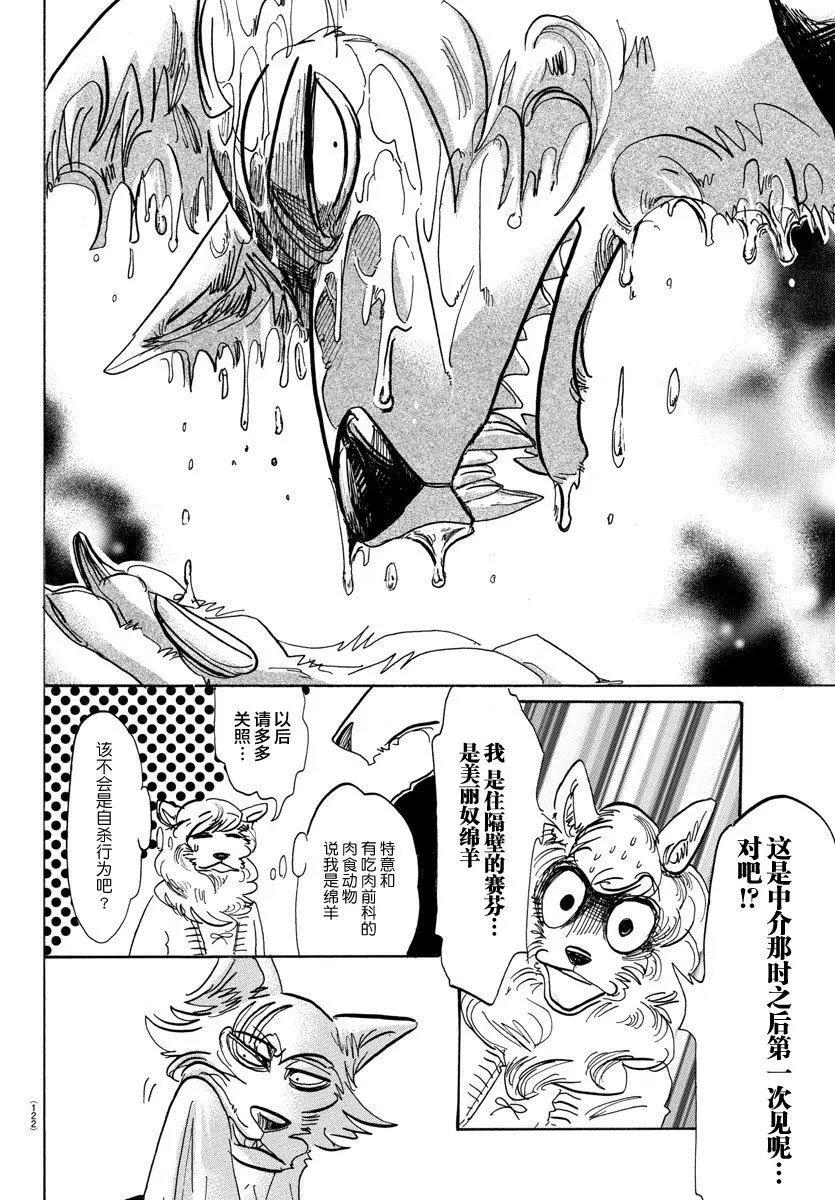 这是中介那时之后第一次见呢…
对吧!?
我 是住隔壁的赛芬…
是美丽奴绵羊
特意和
有吃肉前科的
肉食动物
说我是绵羊
以后
请多多
关照…
该不会是自杀行为吧？
(122)